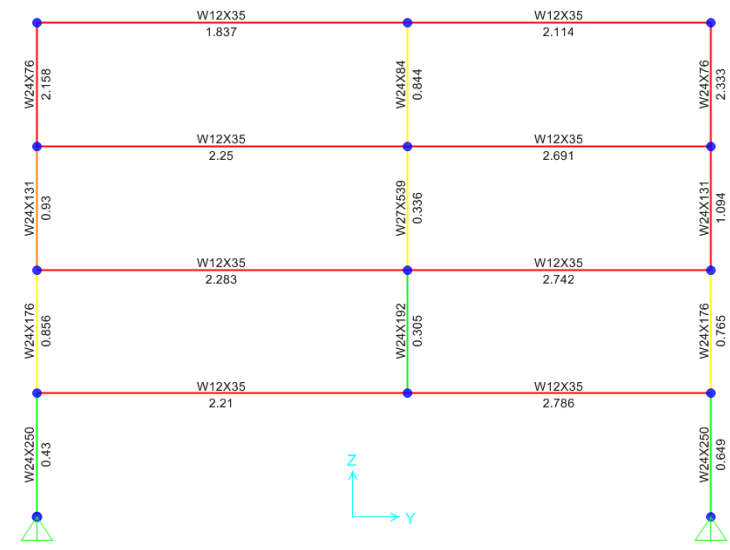 W12X35
1.837
W12X35
2.114
W24X76
2.158
W24X84
0.844
W24X76
2.333
W12X35
2.25
W12X35
2.691
W24X131
0.93
W27X539
0.336
W24X131
1.094
W12X35
2.283
W12X35
2.742
W24X176
0.856
W24X192
0.305
W24X176
0.765
W12X35
2.21
W12X35
2.786
W24X250
0.43
W24X250
0.649
Z
Y